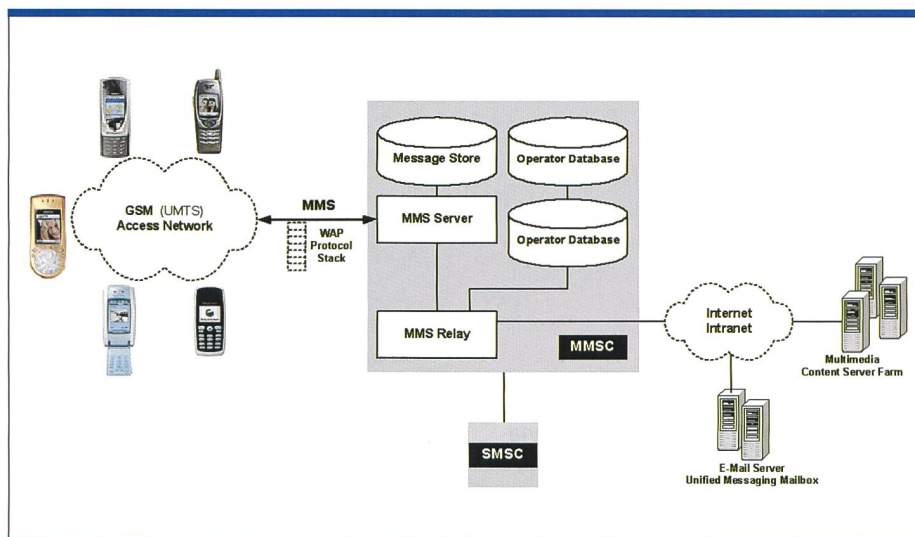 GSM (UMTS)
Access Network
MMS
WAP
Protocol
Stack
Message Store
Operator Database
MMS Server
Operator Database
MMS Relay
MMSC
SMSC
Internet
Intranet
Multimedia
Content Server Farm
E-Mail Server
Unified Messaging Mailbox